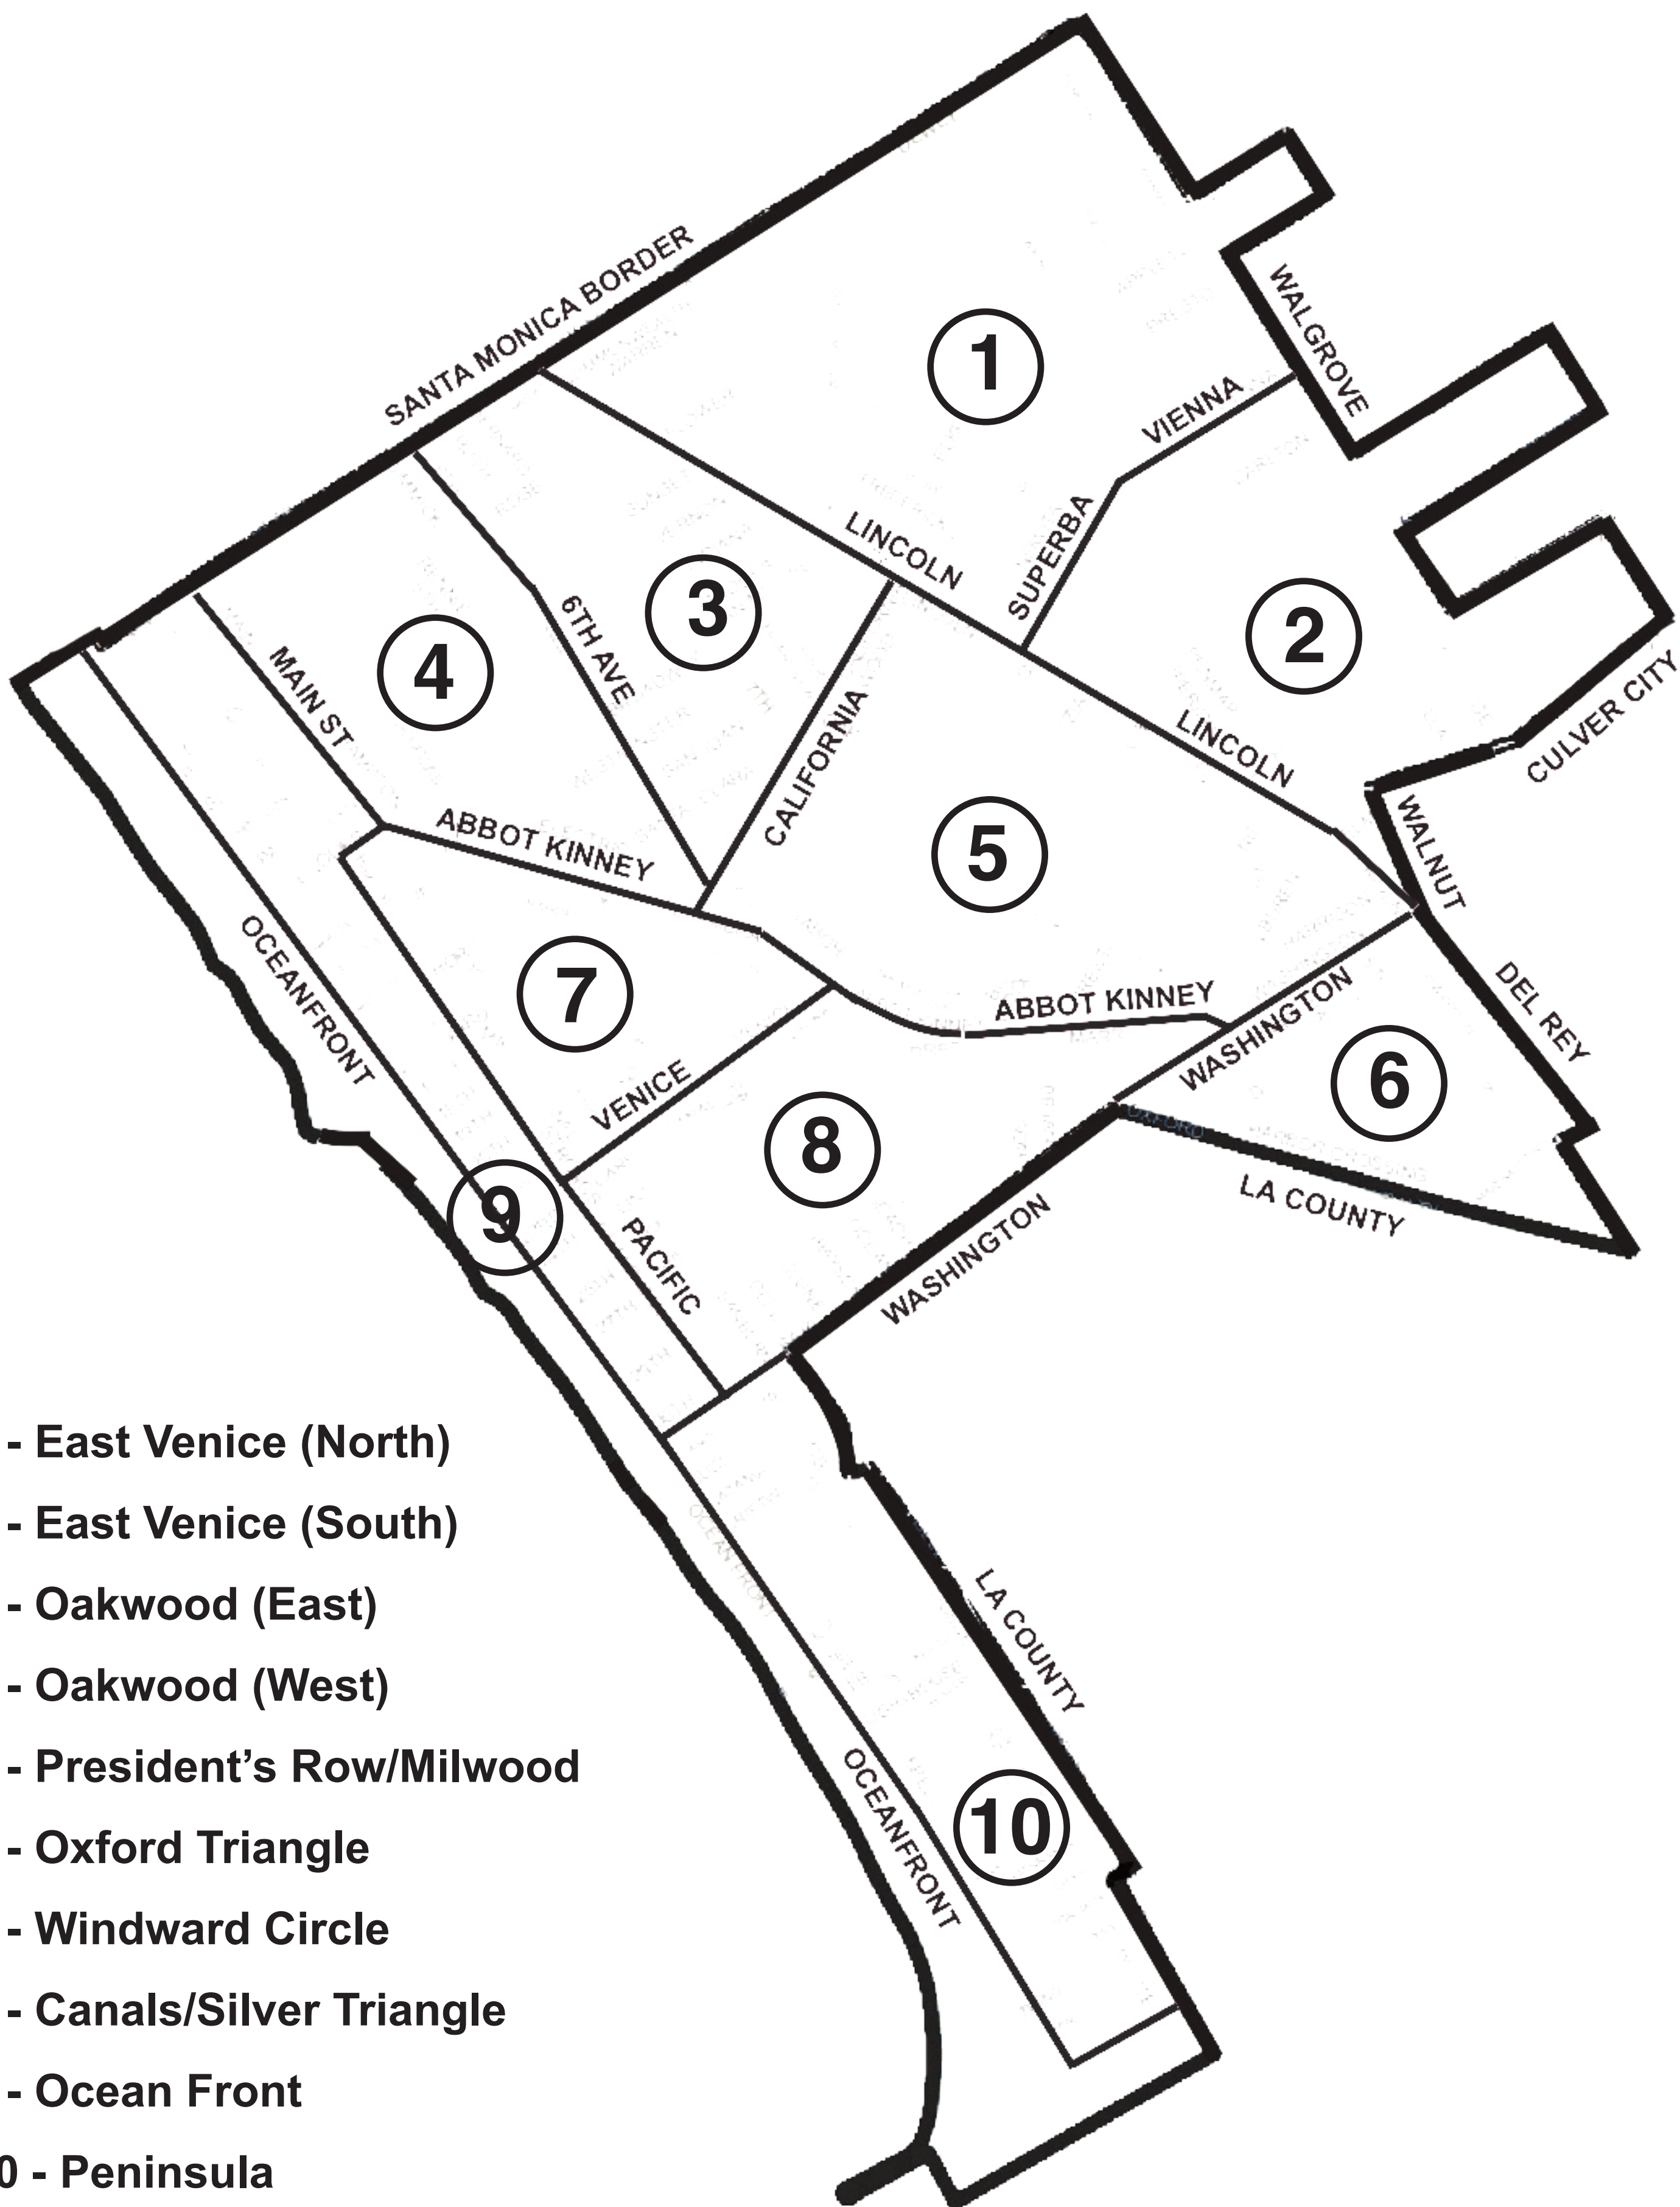 SANTA MONICA BORDER
1
WALGROVE
VIENNA
LINCOLN
SUPERBA
3
2
6TH AVE
4
MAIN ST
CALIFORNIA
LINCOLN
CULVER CITY
ABBOT KINNEY
5
WALNUT
OCEANFRONT
7
ABBOT KINNEY
WASHINGTON
DEL REY
VENICE
6
8
OXFORD
LA COUNTY
9
PACIFIC
WASHINGTON
- East Venice (North)
- East Venice (South)
OCEAN FRONT
- Oakwood (East)
LA COUNTY
- Oakwood (West)
- President’s Row/Milwood
OCEANFRONT
10
- Oxford Triangle
- Windward Circle
- Canals/Silver Triangle
- Ocean Front
0 - Peninsula